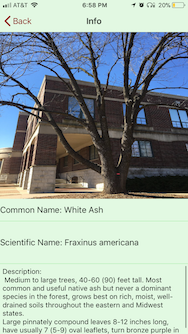 AT&T
6:58 PM
20%
Back
Info
Common Name: White Ash
Scientific Name: Fraxinus americana
Description:
Medium to large trees, 40-60 (90) feet tall. Most
common and useful native ash but never a dominant
species in the forest, grows best on rich, moist, well-
drained soils throughout the eastern and Midwest
states.
Large pinnately compound leaves 8-12 inches long,
have usually 7 (5-9) oval leaflets, turn bronze purple in